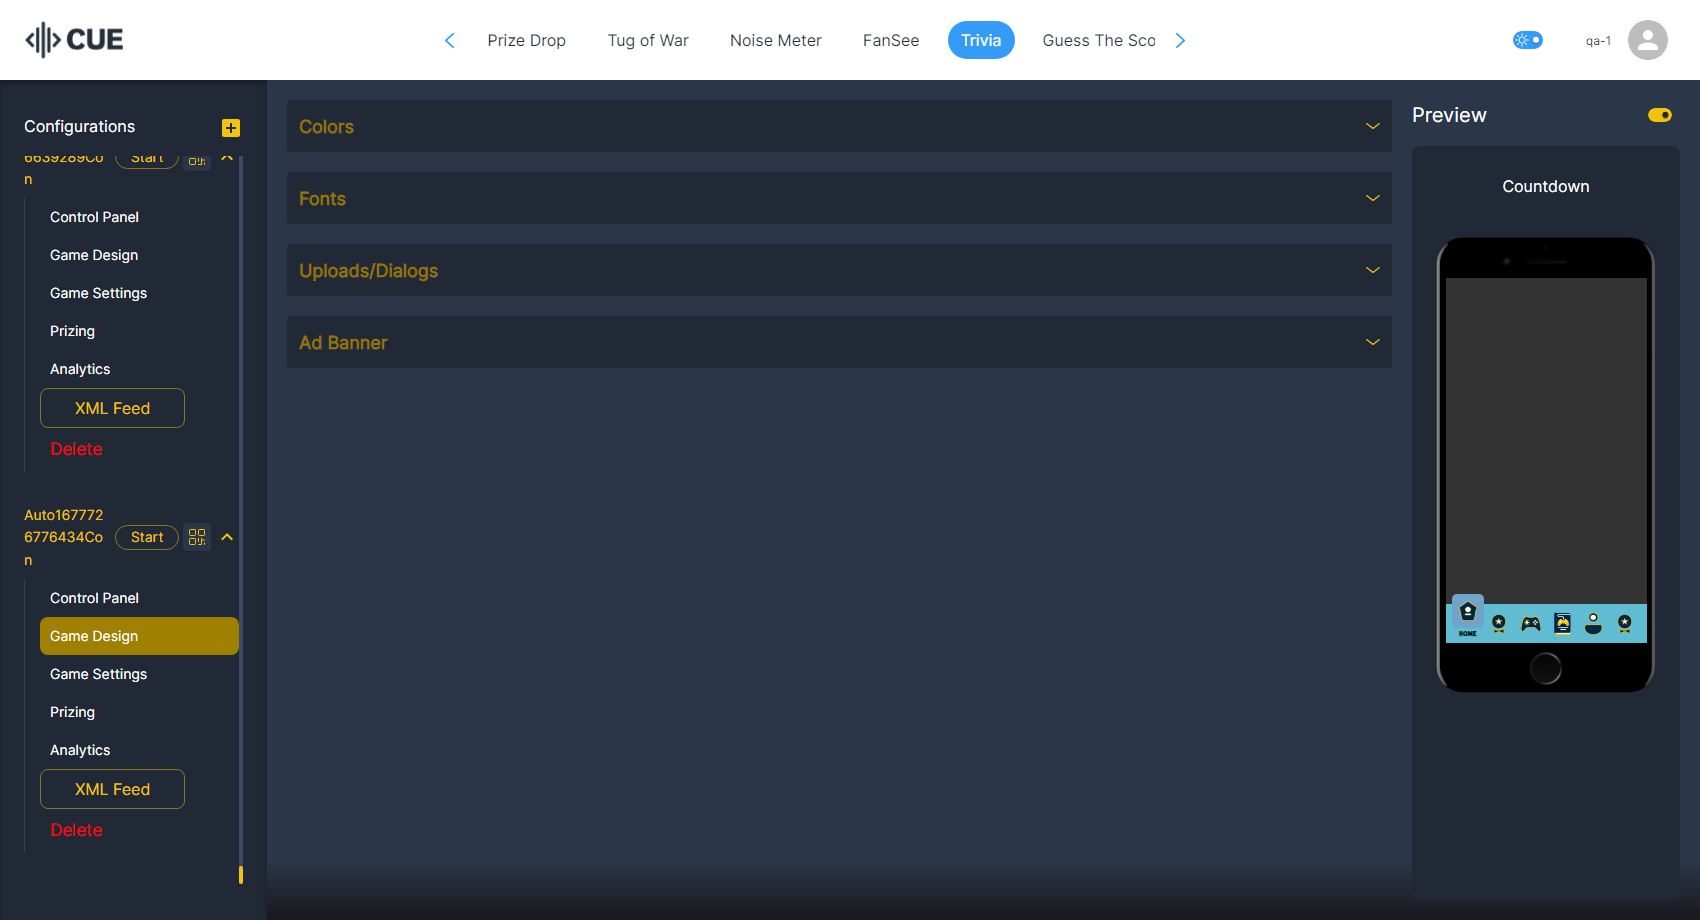 CUE
Prize Drop
Tug of War
Noise Meter
FanSee
Trivia
Guess The Sco
qa-1
Configurations
6639289Co
n
Start
Control Panel
Game Design
Game Settings
Prizing
Analytics
XML Feed
Delete
Auto167772
6776434Co
n
Start
Control Panel
Game Design
Game Settings
Prizing
Analytics
XML Feed
Delete
Colors
Fonts
Uploads/Dialogs
Ad Banner
Preview
Countdown
HOME